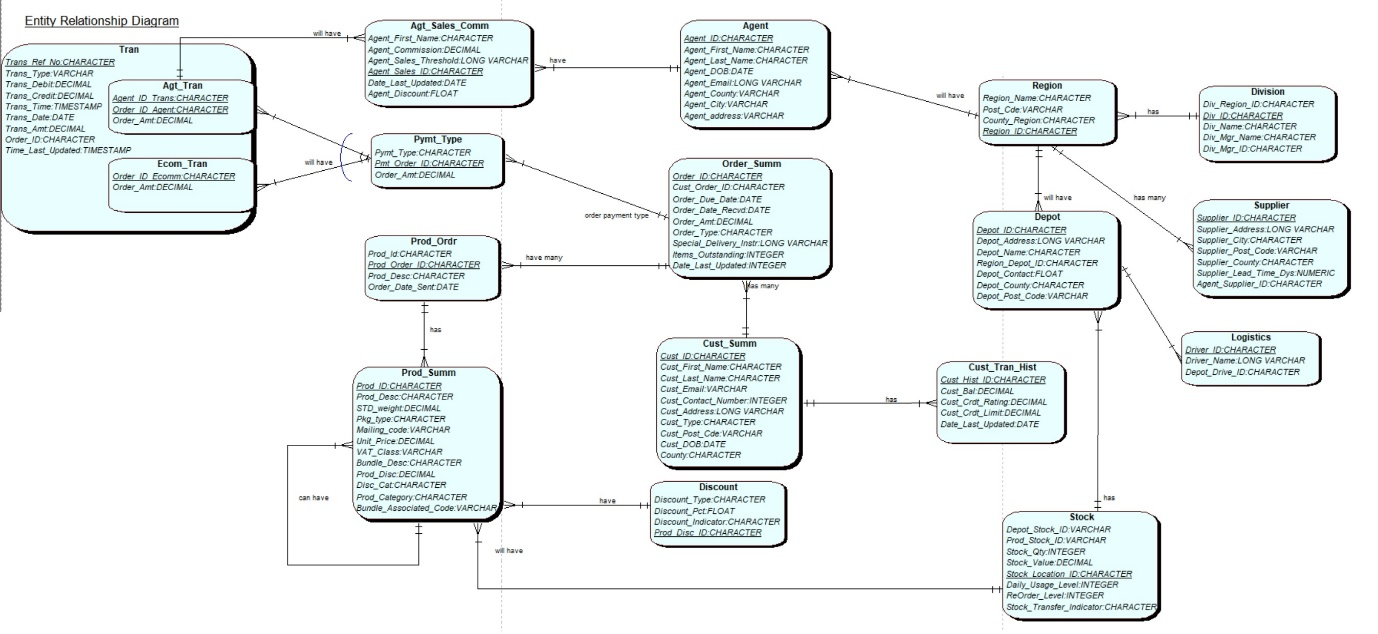 Entity Relationship Diagram
Tran
Trans_Ref_No:CHARACTER
Trans_Type:VARCHAR
Trans_Debit:DECIMAL
Trans_Credit:DECIMAL
Trans_Time:TIMESTAMP
Trans_Date:DATE
Trans_Amt:DECIMAL
Order_ID:CHARACTER
Time_Last_Updated:TIMESTAMP
Agt_Tran
Agent_ID_Trans:CHARACTER
Order_ID_Agent:CHARACTER
Order_Amt:DECIMAL
Ecom_Tran
Order_ID_Ecomm:CHARACTER
Order_Amt:DECIMAL
will have
will have
Agt_Sales_Comm
Agent_First_Name:CHARACTER
Agent_Commission:DECIMAL
Agent_Sales_Threshold:LONG VARCHAR
Agent_Sales_ID:CHARACTER
Date_Last_Updated:DATE
Agent_Discount:FLOAT
have
Agent
Agent_ID:CHARACTER
Agent_First_Name:CHARACTER
Agent_Last_Name:CHARACTER
Agent_DOB:DATE
Agent_Email:LONG VARCHAR
Agent_County:VARCHAR
Agent_City:VARCHAR
Agent_address:VARCHAR
will have
Region
Region_Name:CHARACTER
Post_Cde:VARCHAR
County_Region:CHARACTER
Region_ID:CHARACTER
has
Division
Div_Region_ID:CHARACTER
Div_ID:CHARACTER
Div_Name:CHARACTER
Div_Mgr_Name:CHARACTER
Div_Mgr_ID:CHARACTER
Pymt_Type
Pymt_Type:CHARACTER
Pmt_Order_ID:CHARACTER
Order_Amt:DECIMAL
order payment type
Order_Summ
Order_ID:CHARACTER
Cust_Order_ID:CHARACTER
Order_Due_Date:DATE
Order_Date_Recvd:DATE
Order_Amt:DECIMAL
Order_Type:CHARACTER
Special_Delivery_Instr:LONG VARCHAR
Items_Outstanding:INTEGER
Date_Last_Updated:INTEGER
will have
has many
Supplier
Supplier_ID:CHARACTER
Supplier_Address:LONG VARCHAR
Supplier_City:CHARACTER
Supplier_Post_Code:VARCHAR
Supplier_County:CHARACTER
Supplier_Lead_Time_Dys:NUMERIC
Agent_Supplier_ID:CHARACTER
Depot
Depot_ID:CHARACTER
Depot_Address:LONG VARCHAR
Depot_Name:CHARACTER
Region_Depot_ID:CHARACTER
Depot_Contact:FLOAT
Depot_County:CHARACTER
Depot_Post_Code:VARCHAR
Prod_Ordr
Prod_Id:CHARACTER
Prod_Order_ID:CHARACTER
Prod_Desc:CHARACTER
Order_Date_Sent:DATE
have many
has many
has
Logistics
Driver_ID:CHARACTER
Driver_Name:LONG VARCHAR
Depot_Drive_ID:CHARACTER
Cust_Summ
Cust_ID:CHARACTER
Cust_First_Name:CHARACTER
Cust_Last_Name:CHARACTER
Cust_Email:VARCHAR
Cust_Contact_Number:INTEGER
Cust_Address:LONG VARCHAR
Cust_Type:CHARACTER
Cust_Post_Cde:VARCHAR
Cust_DOB:DATE
County:CHARACTER
has
Cust_Tran_Hist
Cust_Hist_ID:CHARACTER
Cust_Bal:DECIMAL
Cust_Crdt_Rating:DECIMAL
Cust_Crdt_Limit:DECIMAL
Date_Last_Updated:DATE
Prod_Summ
Prod_ID:CHARACTER
Prod_Desc:CHARACTER
STD_weight:DECIMAL
Pkg_type:CHARACTER
Mailing_code:VARCHAR
Unit_Price:DECIMAL
VAT_Class:VARCHAR
Bundle_Desc:CHARACTER
Prod_Disc:DECIMAL
Disc_Cat:CHARACTER
Prod_Category:CHARACTER
Bundle_Associated_Code:VARCHAR
can have
have
Discount
Discount_Type:CHARACTER
Discount_Pct:FLOAT
Discount_Indicator:CHARACTER
Prod_Disc_ID:CHARACTER
will have
has
Stock
Depot_Stock_ID:VARCHAR
Prod_Stock_ID:VARCHAR
Stock_Qty:INTEGER
Stock_Value:DECIMAL
Stock_Location_ID:CHARACTER
Daily_Usage_Level:INTEGER
ReOrder_Level:INTEGER
Stock_Transfer_Indicator:CHARACTER